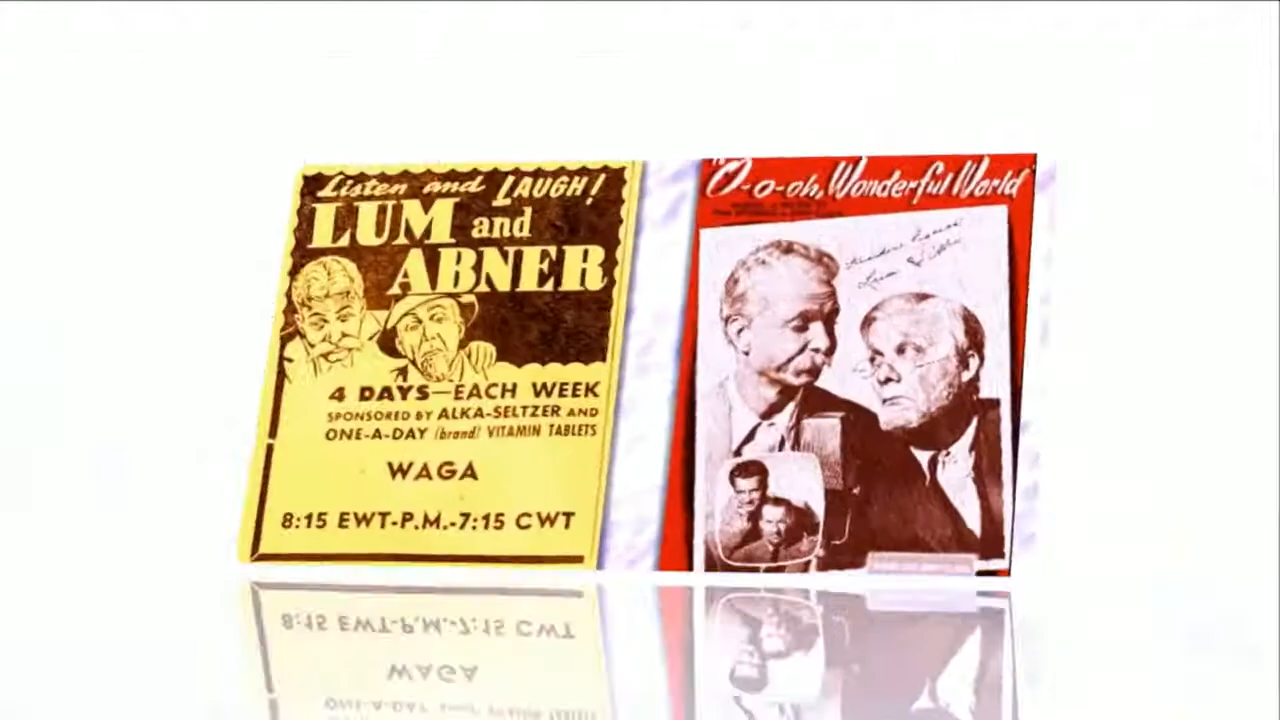 Listen and LAUGH!
LUM and
ABNER
4 DAYS—EACH WEEK
SPONSORED BY ALKA-SELTZER AND
ONE-A-DAY (brand) VITAMIN TABLETS
WAGA
8:15 EWT-P.M.-7:15 CWT
"O-o-oh, Wonderful World